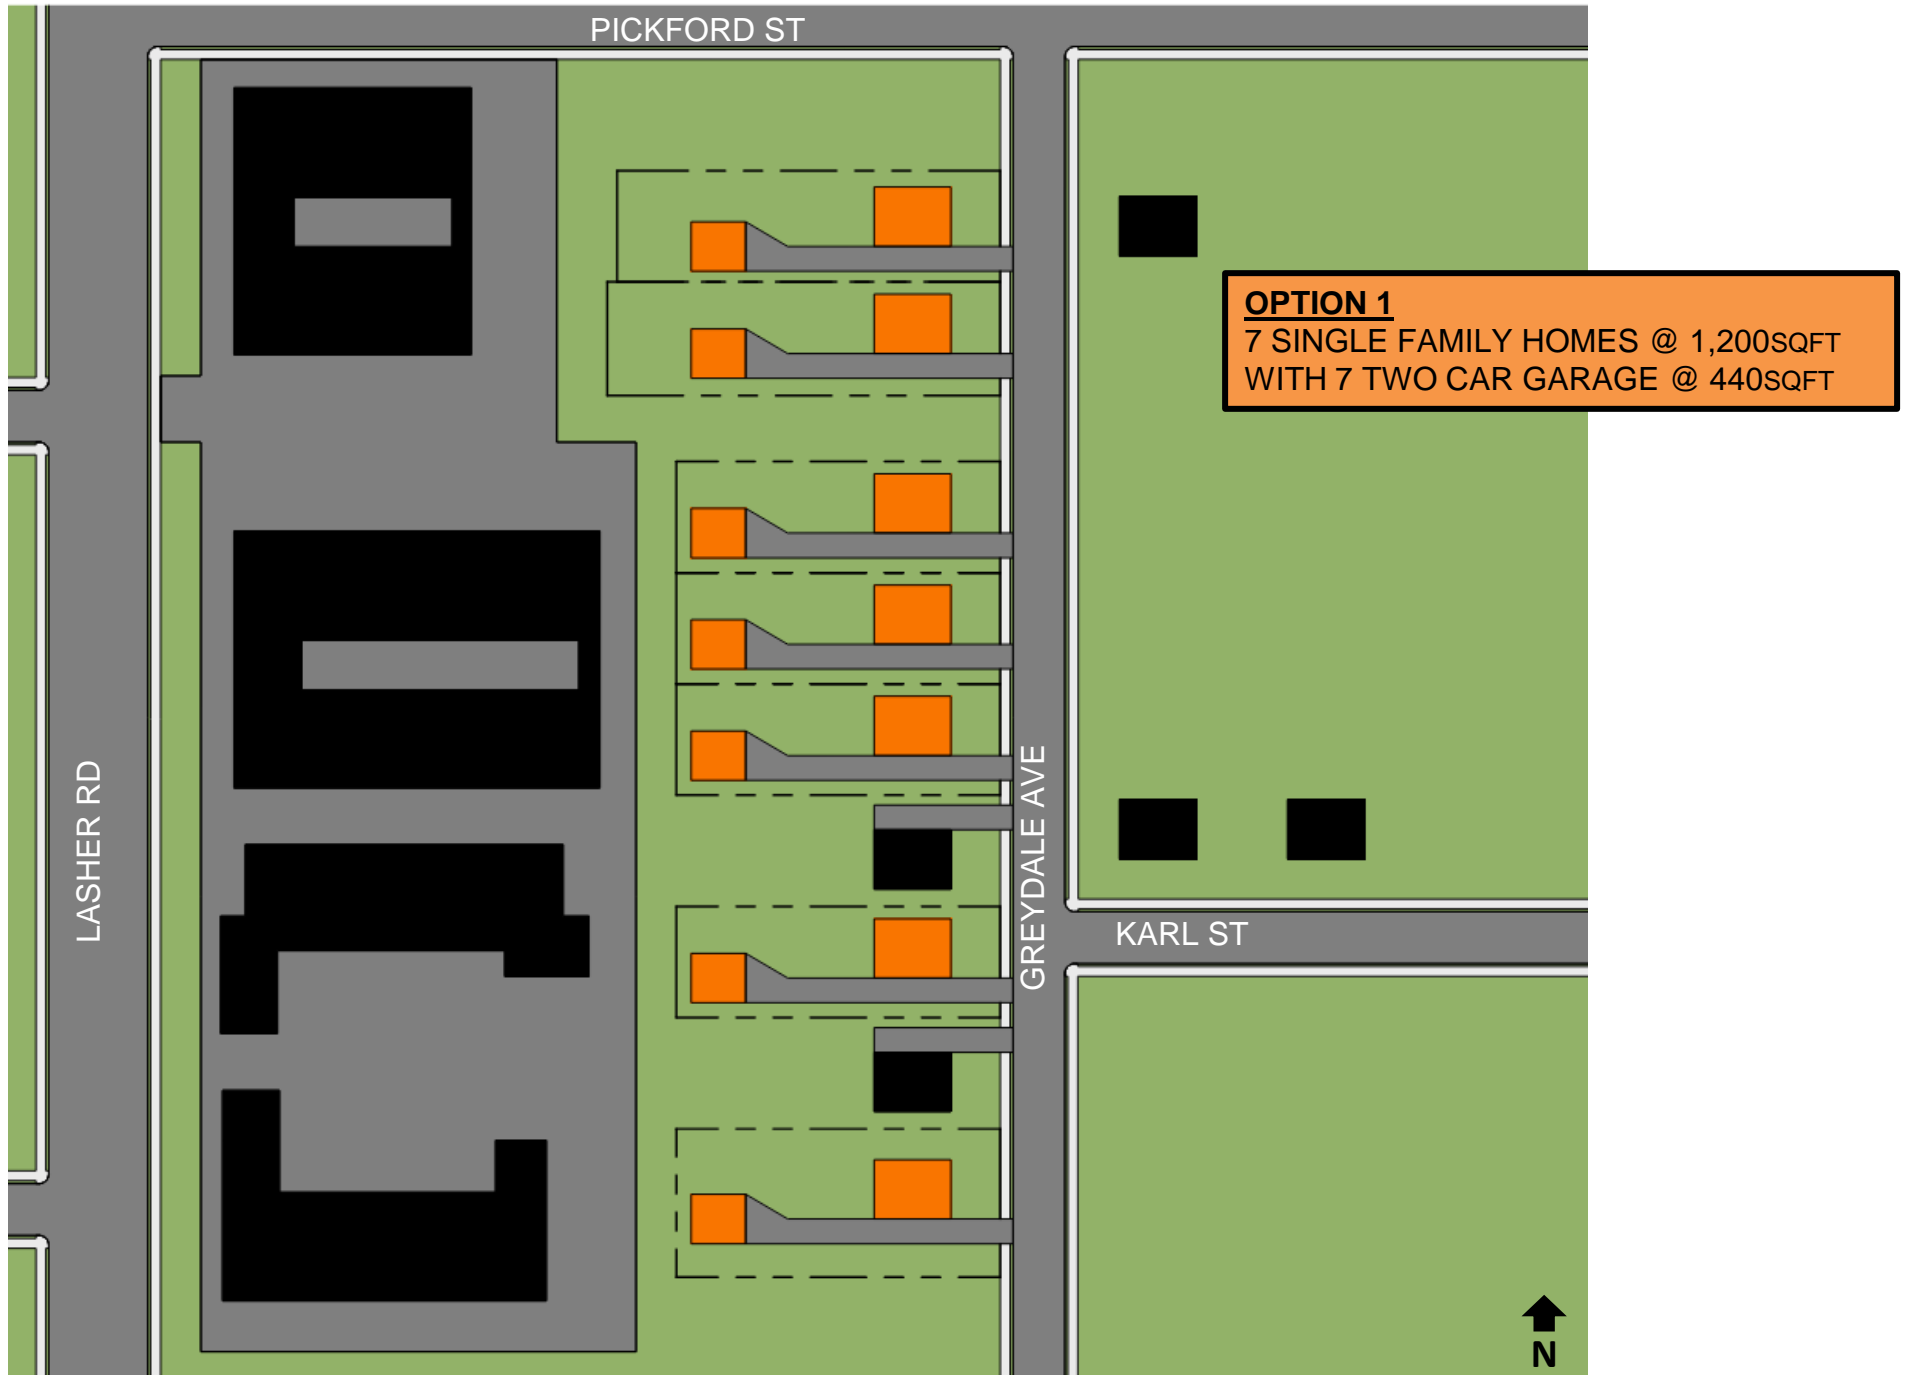 PICKFORD ST
OPTION 1
7 SINGLE FAMILY HOMES @ 1,200SQFT
WITH 7 TWO CAR GARAGE @ 440SQFT
LASHER RD
GREYDALE AVE
KARL ST
N